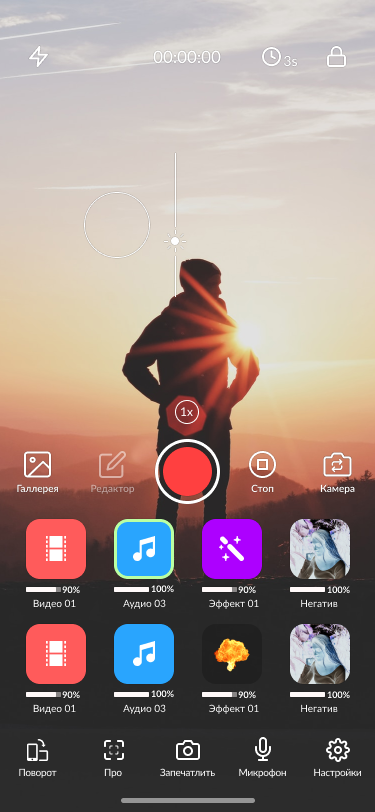 00:00:00
3s
1x
Галлерея Редактор Стоп Камера
90% 100% 90% 100%
Видео 01 Аудио 03 Эффект 01 Негатив
90% 100% 90% 100%
Видео 01 Аудио 03 Эффект 01 Негатив
Поворот Про Запечатлить Микрофон Настройки